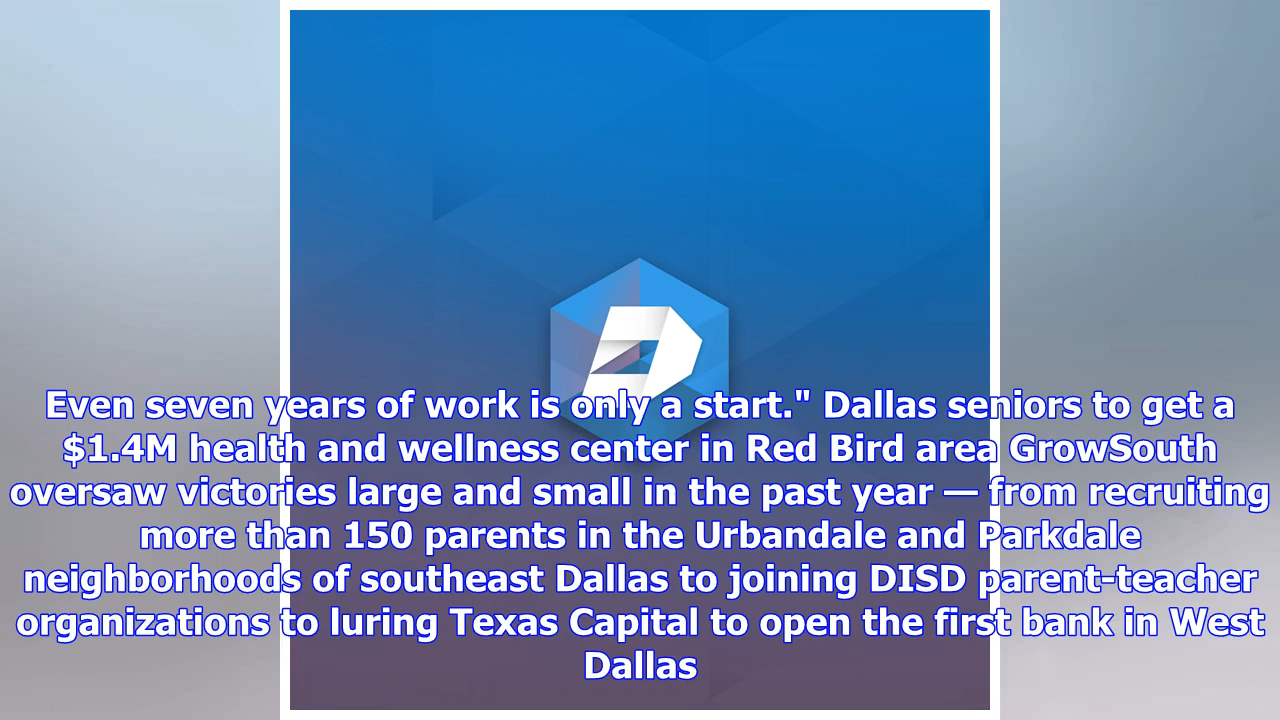 Even seven years of work is only a start." Dallas seniors to get a
$1.4M health and wellness center in Red Bird area GrowSouth
oversaw victories large and small in the past year — from recruiting
more than 150 parents in the Urbandale and Parkdale
neighborhoods of southeast Dallas to joining DISD parent-teacher
organizations to luring Texas Capital to open the first bank in West
Dallas